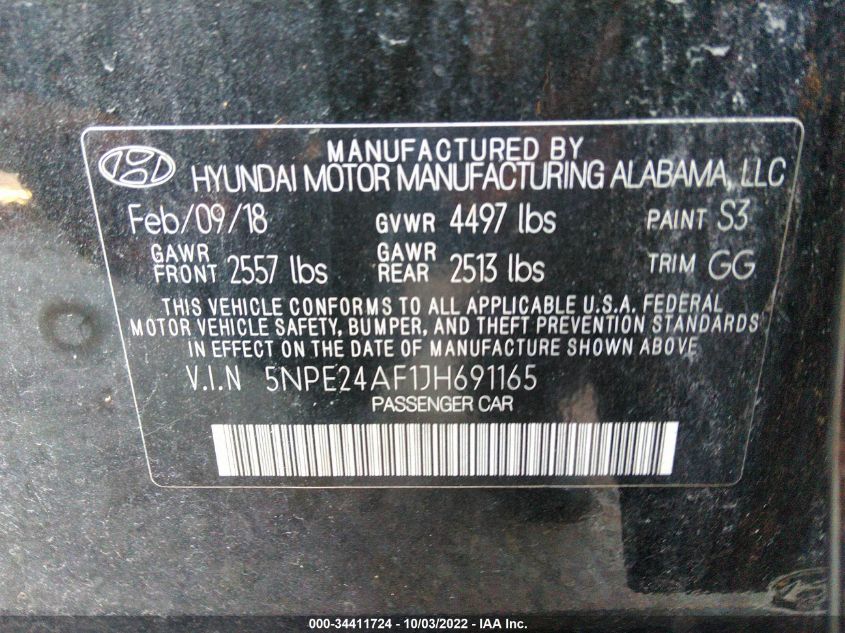 MANUFACTURED BY
HYUNDAI MOTOR MANUFACTURING ALABAMA, LLC
Feb/09/18 GVWR 4497 lbs PAINT S3
GAWR FRONT 2557 lbs GAWR REAR 2513 lbs TRIM GG
THIS VEHICLE CONFORMS TO ALL APPLICABLE U.S.A. FEDERAL
MOTOR VEHICLE SAFETY, BUMPER, AND THEFT PREVENTION STANDARDS
IN EFFECT ON THE DATE OF MANUFACTURE SHOWN ABOVE
V.I.N 5NPE24AF1JH691165
PASSENGER CAR
000-34411724 - 10/03/2022 - IAA Inc.